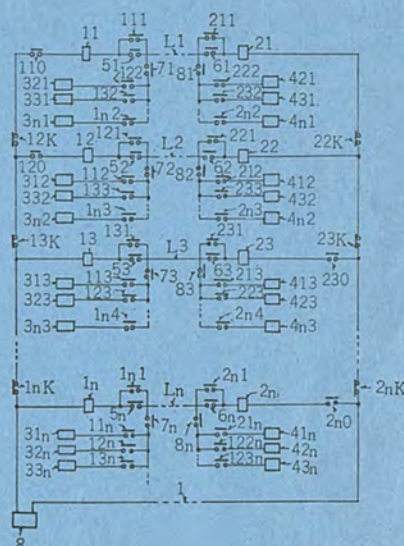 111 211
11 L1 21
110 51 71 81 61
321 122 222 421
331 132 232 431
3n1 1n2 2n2 4n1
12K 121 221 22K
12 L2 22
120 52 72 82 62
312 112 212 412
332 133 233 432
3n2 1n3 2n3 4n2
13K 131 231 23K
13 L3 23
53 73 83 63 230
313 113 213 413
323 123 223 423
3n3 1n4 2n4 4n3
1nK 1n1 2n1 2nK
1n Ln 2n
5n 7n 8n 6n 2n0
31n 11n 21n 41n
32n 12n 122n 42n
33n 13n 123n 43n
1
8